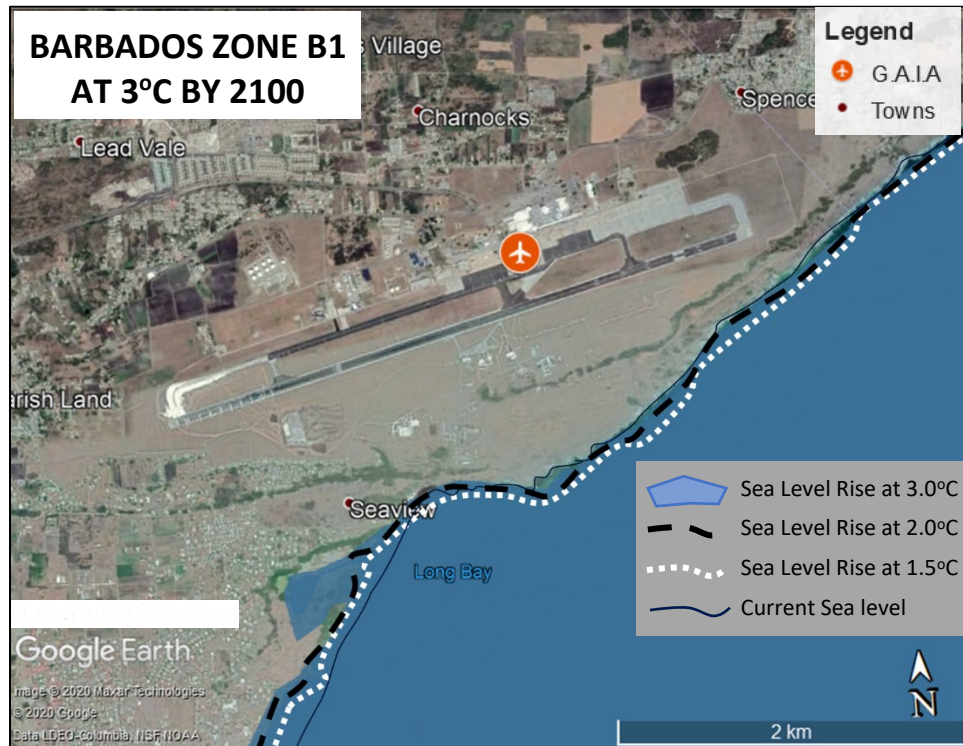 BARBADOS ZONE B1
AT 3°C BY 2100
s Village
Legend
G.A.I.A
Towns
Charnocks
Spence
Lead Vale
arish Land
Seaview
Long Bay
Sea Level Rise at 3.0°C
Sea Level Rise at 2.0°C
Sea Level Rise at 1.5°C
Current Sea level
Google Earth
Image © 2020 Maxar Technologies
© 2020 Google
Data LDEO-Columbia, NSF, NOAA
N
2 km